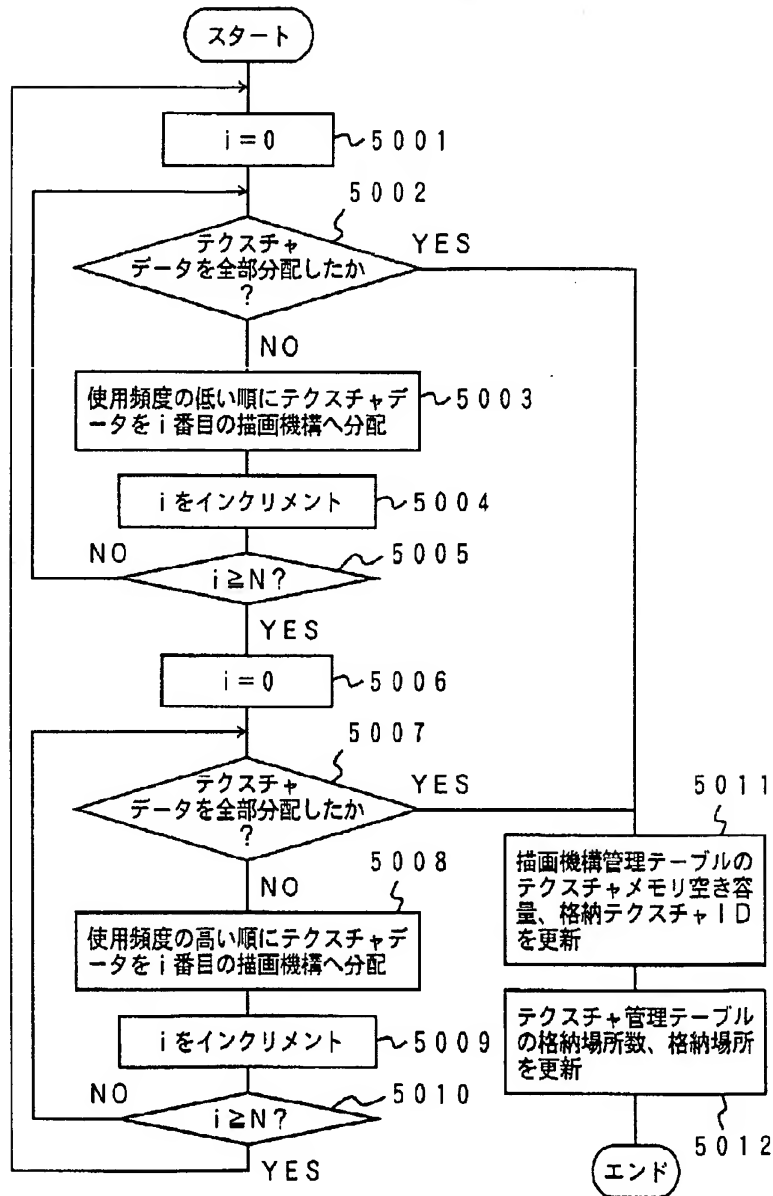 スタート
i=0
5001
5002
テクスチャ
データを全部分配したか
?
YES
NO
使用頻度の低い順にテクスチャデ
ータをi番目の描画機構へ分配
5003
iをインクリメント
5004
NO
i≧N?
5005
YES
i=0
5006
5007
テクスチャ
データを全部分配したか
?
YES
NO
5008
使用頻度の高い順にテクスチャデ
ータをi番目の描画機構へ分配
iをインクリメント
5009
NO
i≧N?
5010
YES
5011
描画機構管理テーブルの
テクスチャメモリ空き容
量、格納テクスチャID
を更新
テクスチャ管理テーブル
の格納場所数、格納場所
を更新
5012
エンド